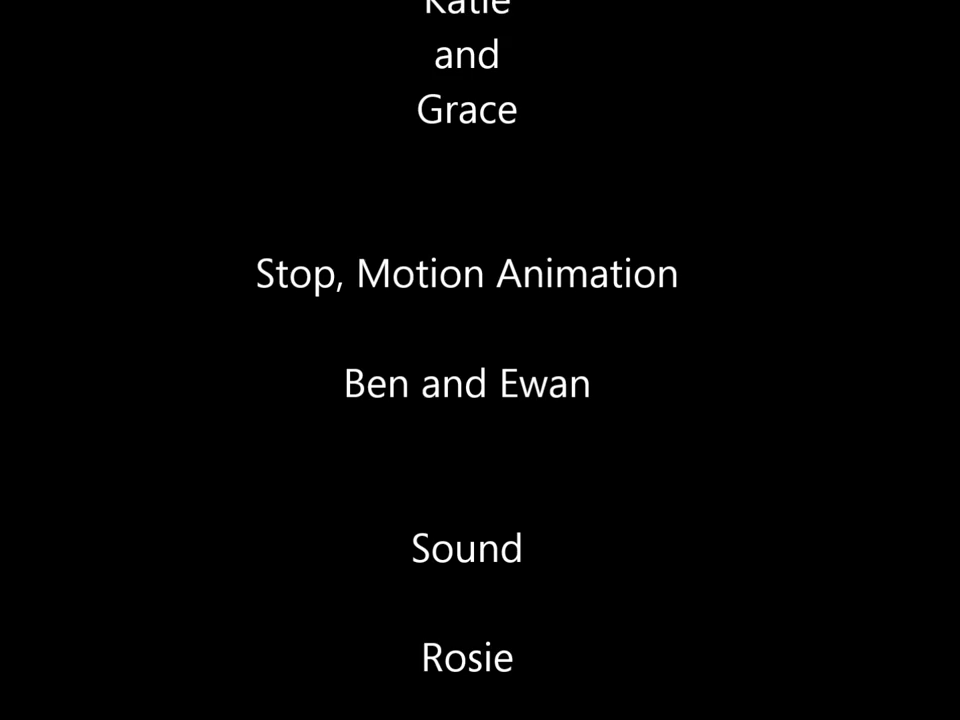 Katie
and
Grace
Stop, Motion Animation
Ben and Ewan
Sound
Rosie